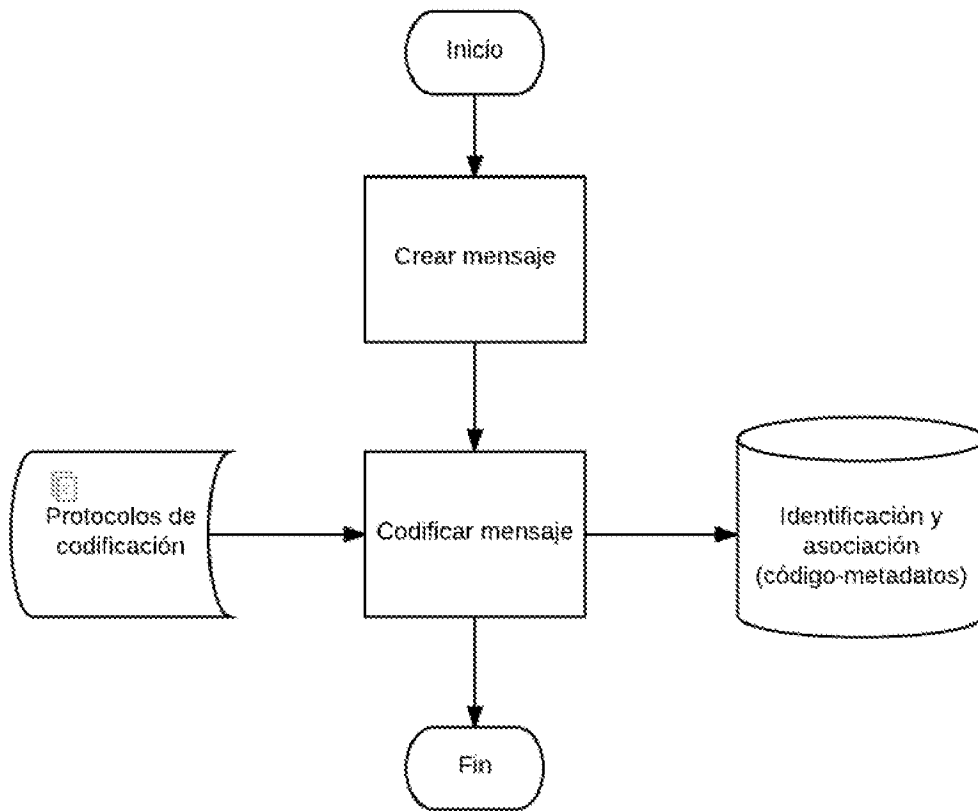 Inicio
Crear mensaje
Protocolos de
codificación
Codificar mensaje
Identificación y
asociación
(código-metadatos)
Fin